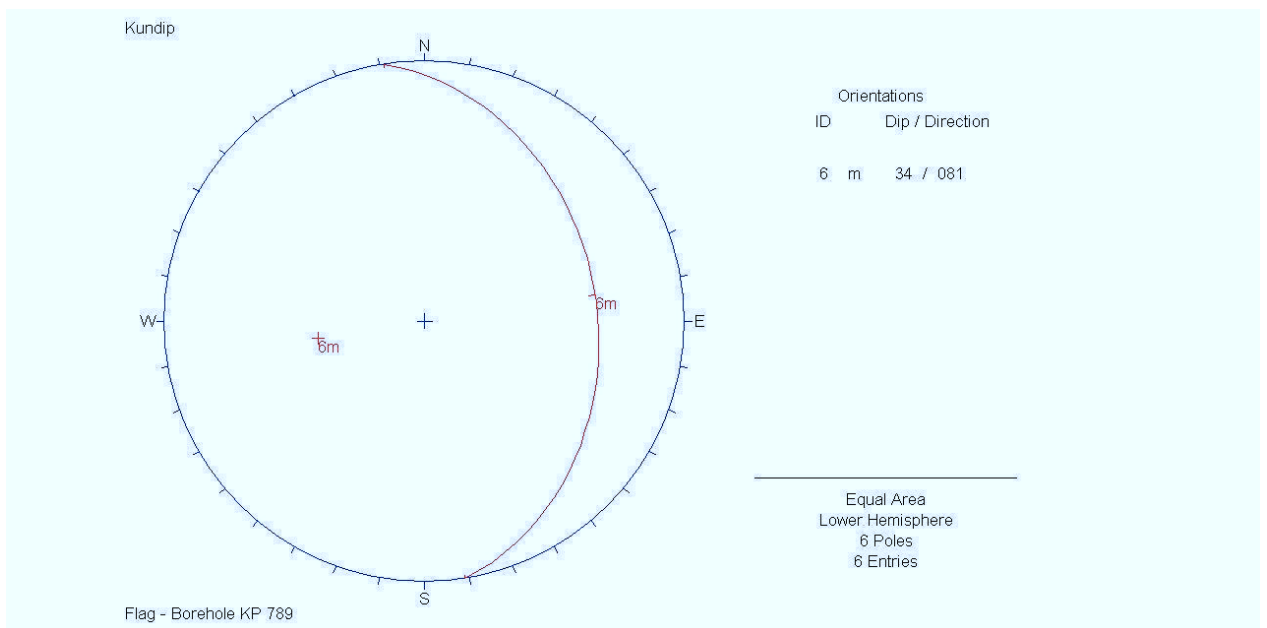 Kundip
N
Orientations
ID Dip / Direction
6 m 34 / 081
6m
W
E
6m
Equal Area
Lower Hemisphere
6 Poles
6 Entries
S
Flag - Borehole KP 789